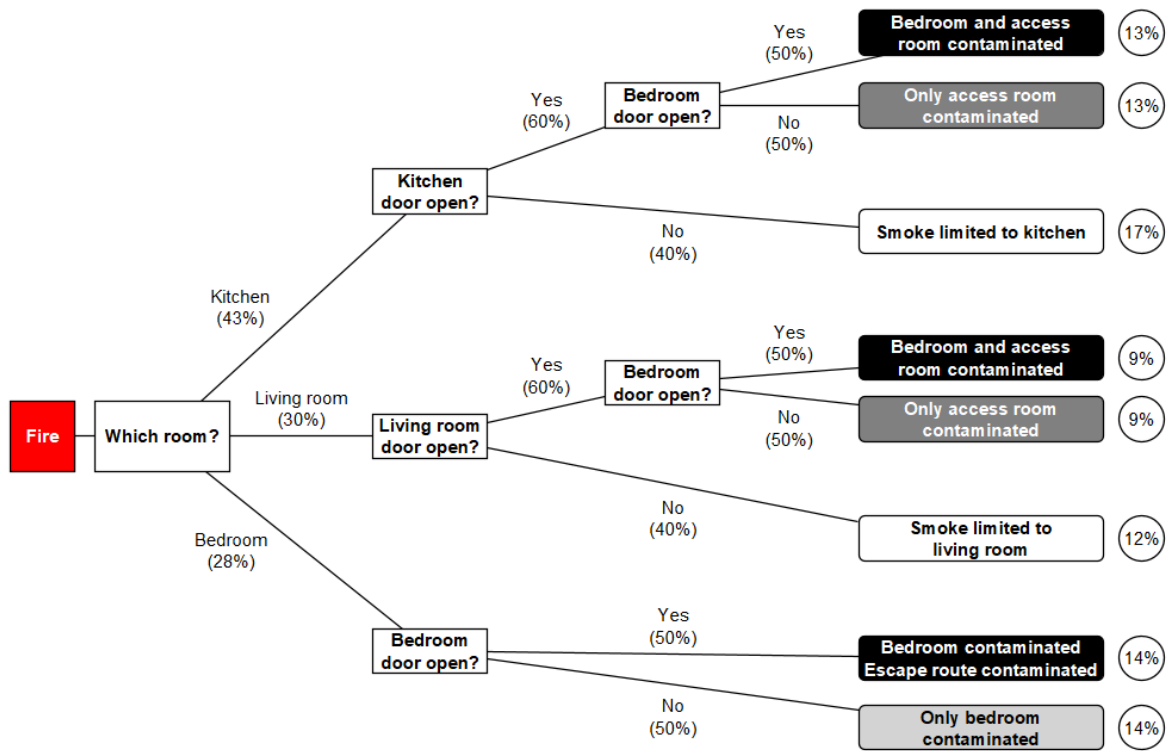 Fire
Which room?
Kitchen
(43%)
Living room
(30%)
Bedroom
(28%)
Kitchen
door open?
Yes
(60%)
No
(40%)
Bedroom
door open?
Yes
(50%)
No
(50%)
Bedroom and access
room contaminated
13%
Only access room
contaminated
13%
Smoke limited to kitchen
17%
Living room
door open?
Yes
(60%)
No
(40%)
Bedroom
door open?
Yes
(50%)
No
(50%)
Bedroom and access
room contaminated
9%
Only access room
contaminated
9%
Smoke limited to
living room
12%
Bedroom
door open?
Yes
(50%)
No
(50%)
Bedroom contaminated
Escape route contaminated
14%
Only bedroom
contaminated
14%